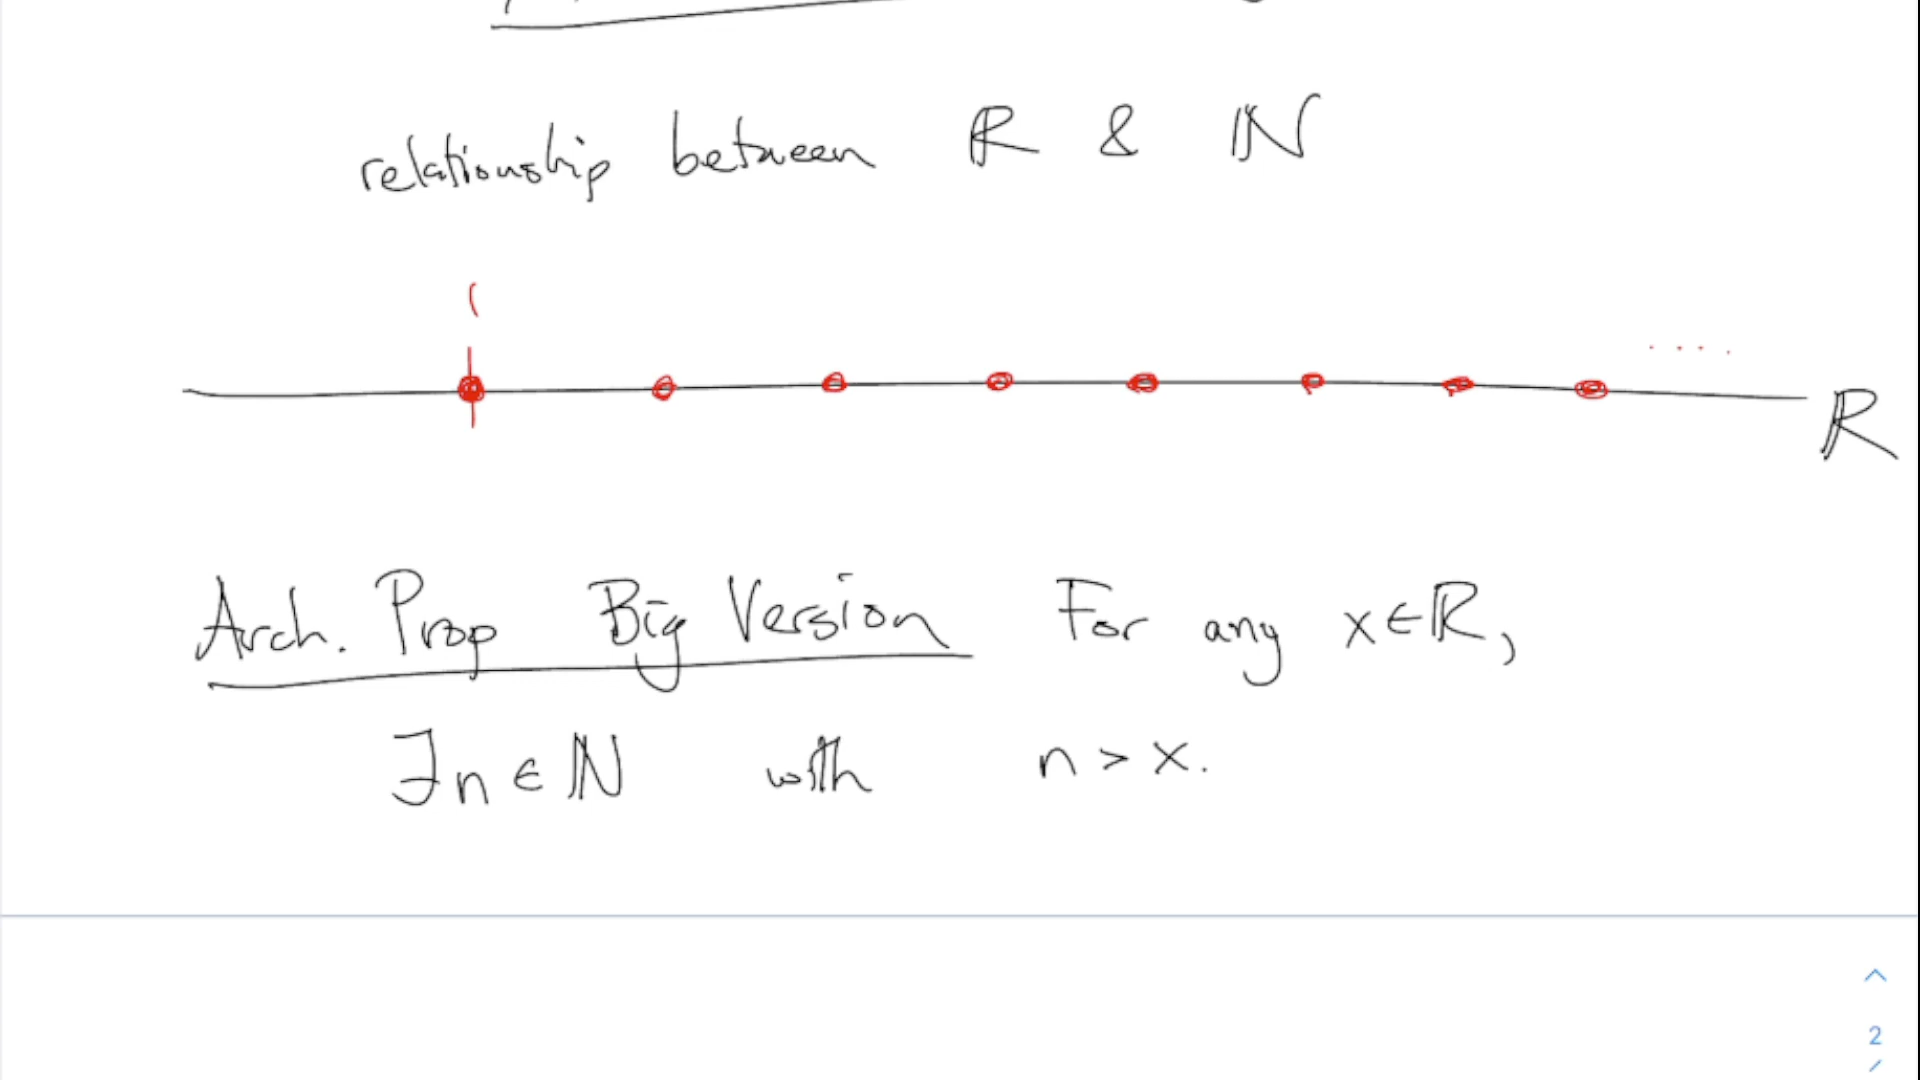 relationship between ℝ & ℕ
1
....
ℝ
Arch. Prop Big Version For any x∈ℝ,
∃n∈ℕ with n > x.
2